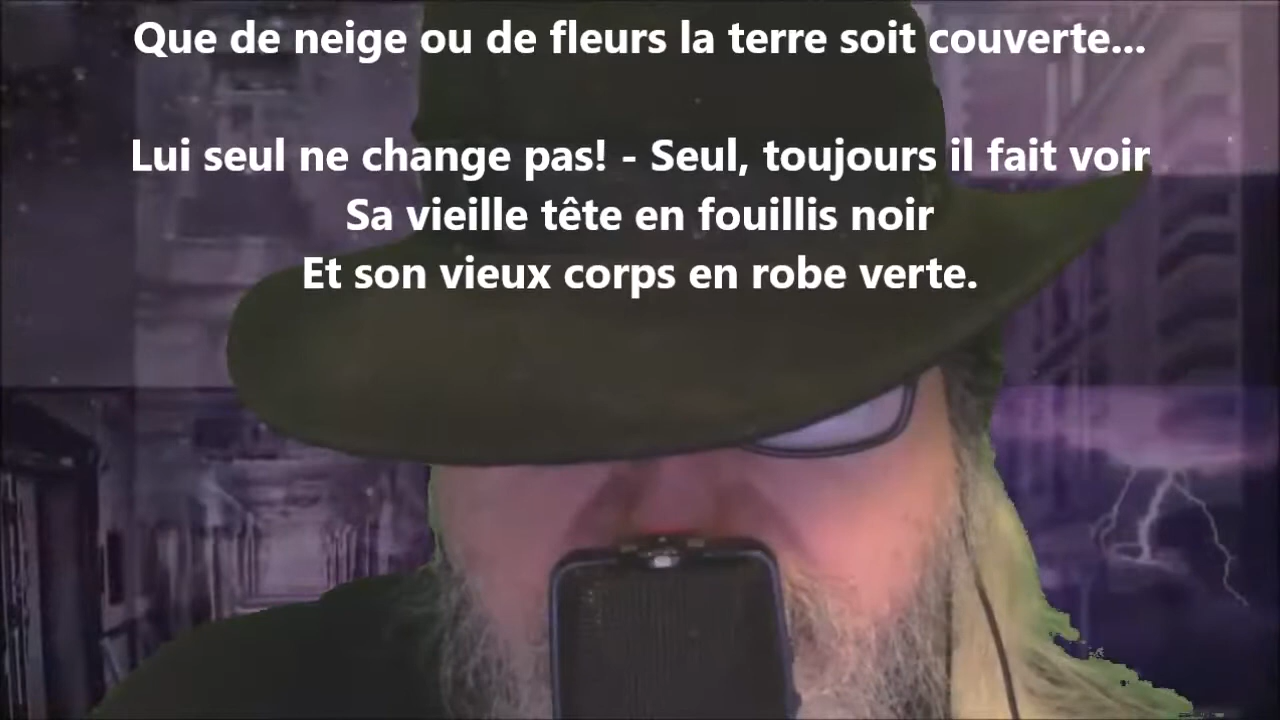 Que de neige ou de fleurs la terre soit couverte...
Lui seul ne change pas! - Seul, toujours il fait voir
Sa vieille tête en fouillis noir
Et son vieux corps en robe verte.